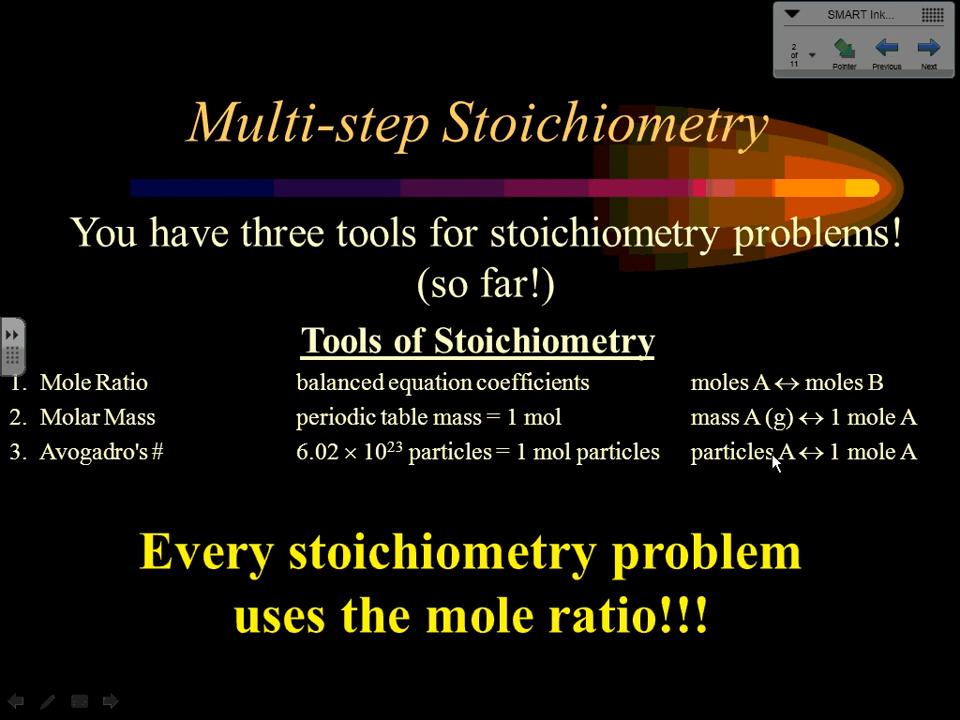 SMART Ink...
2
of
11
Pointer Previous Next
Multi-step Stoichiometry
You have three tools for stoichiometry problems!
(so far!)
Tools of Stoichiometry
1. Mole Ratio balanced equation coefficients moles A ↔ moles B
2. Molar Mass periodic table mass = 1 mol mass A (g) ↔ 1 mole A
3. Avogadro's # 6.02 × 10²³ particles = 1 mol particles particles A ↔ 1 mole A
Every stoichiometry problem
uses the mole ratio!!!